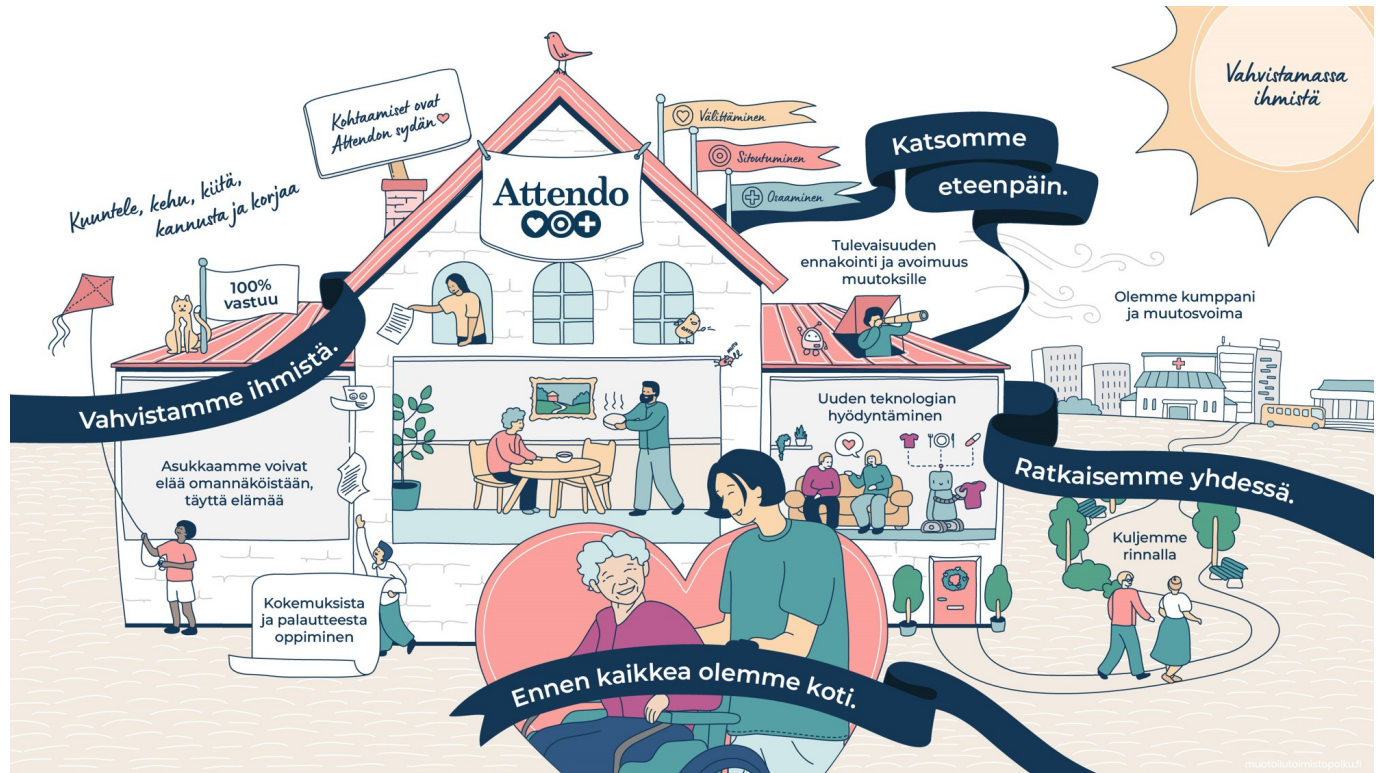 Vahvistamassa
ihmistä
Kohtaamiset ovat
Attendon sydän
Välittäminen
Sitoutuminen
Osaaminen
Katsomme
eteenpäin.
Attendo
Kuuntele, kehu, kiitä,
kannusta ja korjaa
100%
vastuu
Tulevaisuuden
ennakointi ja avoimuus
muutoksille
Olemme kumppani
ja muutosvoima
Vahvistamme ihmistä.
Uuden teknologian
hyödyntäminen
Asukkaamme voivat
elää omannäköistään,
täyttä elämää
Ratkaisemme yhdessä.
Kuljemme
rinnalla
Kokemuksista
ja palautteesta
oppiminen
Ennen kaikkea olemme koti.
muotoilutoimistopoiku.fi